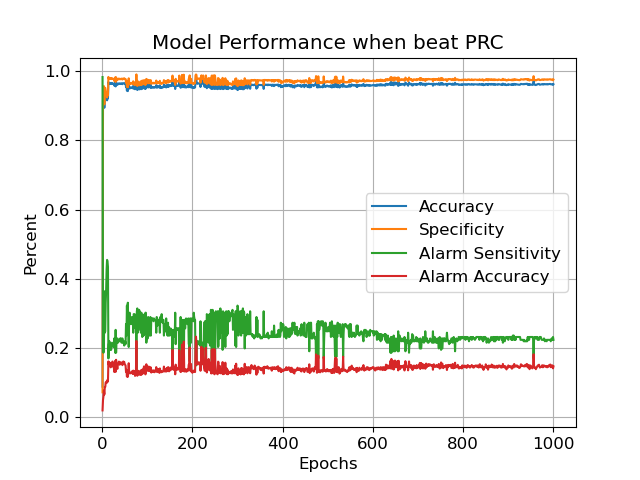 Model Performance when beat PRC
1.0
0.8
0.6
0.4
0.2
0.0
Percent
Accuracy
Specificity
Alarm Sensitivity
Alarm Accuracy
0 200 400 600 800 1000
Epochs